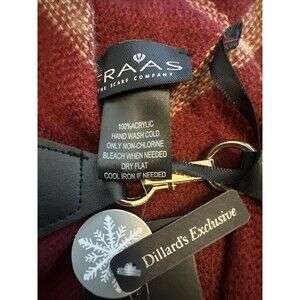 FRAAS
THE SCARF COMPANY
100%ACRYLIC
HAND WASH COLD
ONLY NON-CHLORINE
BLEACH WHEN NEEDED
DRY FLAT
COOL IRON IF NEEDED
Dillard's Exclusive